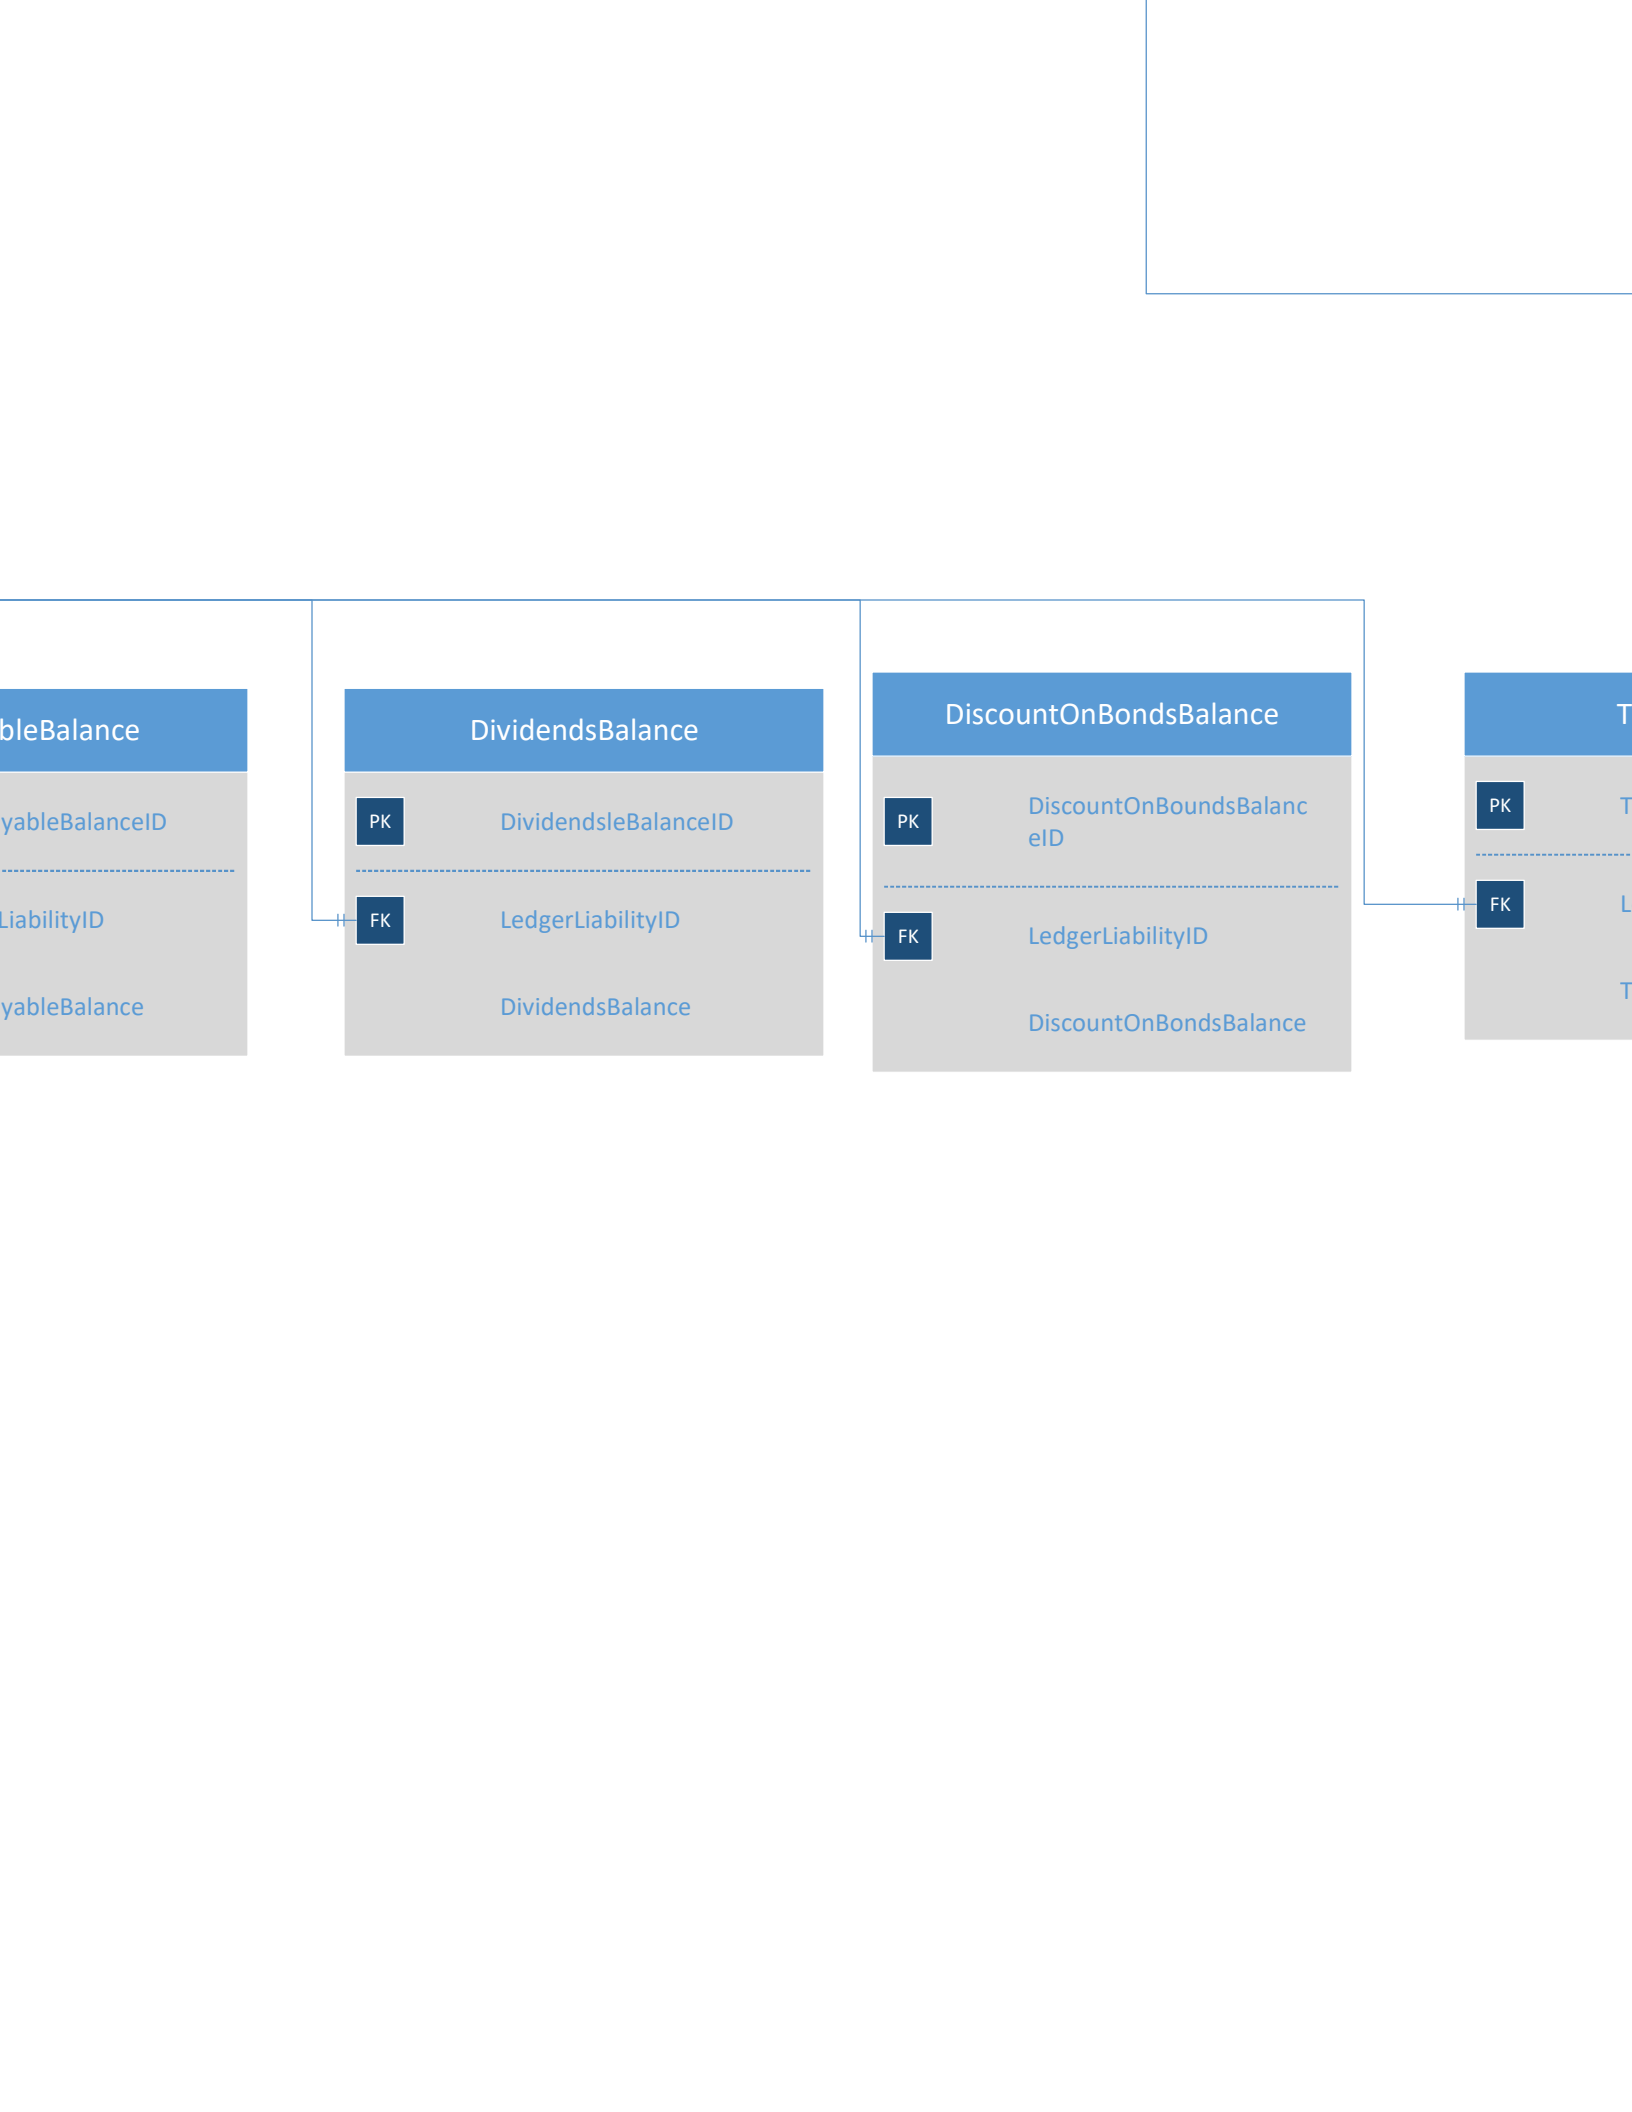 bleBalance
yableBalanceID
LiabilityID
yableBalance
DividendsBalance
PK DividendsleBalanceID
FK LedgerLiabilityID
DividendsBalance
DiscountOnBondsBalance
PK DiscountOnBoundsBalanc
eID
FK LedgerLiabilityID
DiscountOnBondsBalance
T
PK T
FK L
T